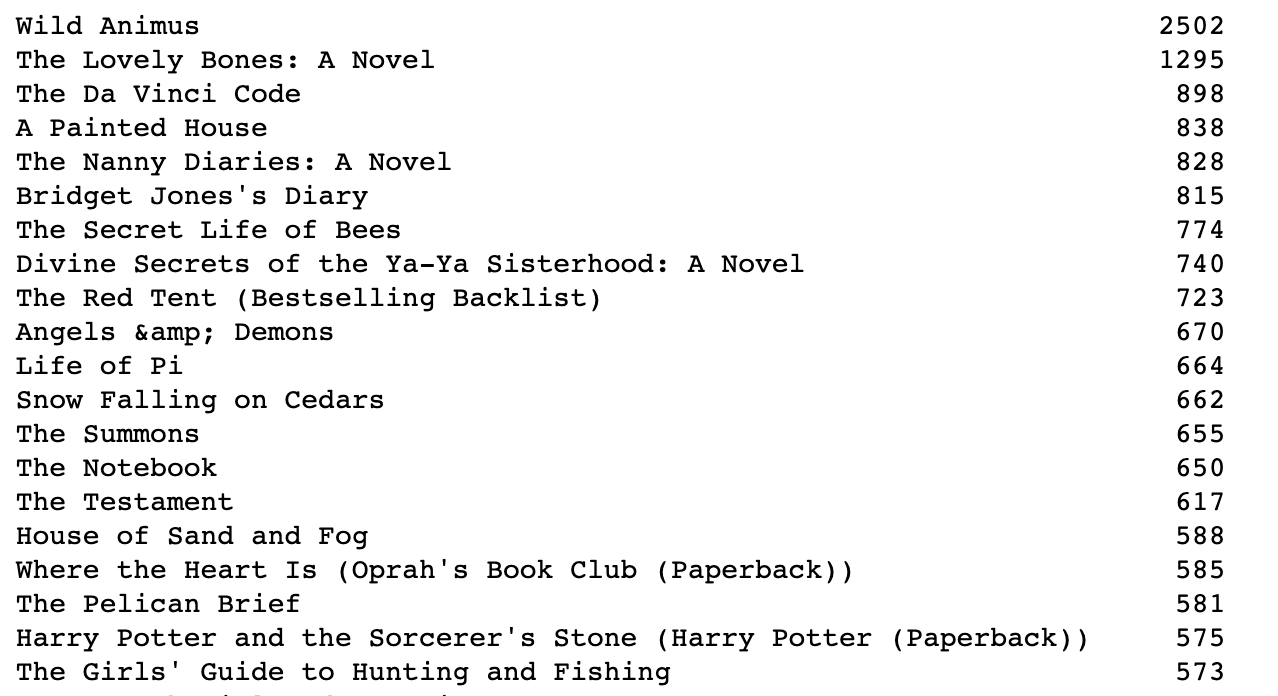 Wild Animus 2502
The Lovely Bones: A Novel 1295
The Da Vinci Code 898
A Painted House 838
The Nanny Diaries: A Novel 828
Bridget Jones's Diary 815
The Secret Life of Bees 774
Divine Secrets of the Ya-Ya Sisterhood: A Novel 740
The Red Tent (Bestselling Backlist) 723
Angels &amp; Demons 670
Life of Pi 664
Snow Falling on Cedars 662
The Summons 655
The Notebook 650
The Testament 617
House of Sand and Fog 588
Where the Heart Is (Oprah's Book Club (Paperback)) 585
The Pelican Brief 581
Harry Potter and the Sorcerer's Stone (Harry Potter (Paperback)) 575
The Girls' Guide to Hunting and Fishing 573